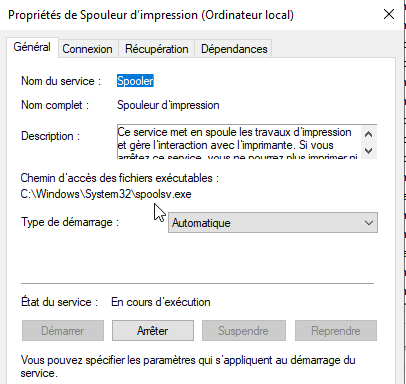 Propriétés de Spouleur d'impression (Ordinateur local)
Général Connexion Récupération Dépendances
Nom du service : Spooler
Nom complet : Spouleur d'impression
Description : Ce service met en spoule les travaux d'impression
et gère l'interaction avec l'imprimante. Si vous
arrêtez ce service, vous ne pourrez plus imprimer ni
Chemin d'accès des fichiers exécutables :
C:\Windows\System32\spoolsv.exe
Type de démarrage : Automatique
État du service : En cours d'exécution
Démarrer Arrêter Suspendre Reprendre
Vous pouvez spécifier les paramètres qui s'appliquent au démarrage du
service.